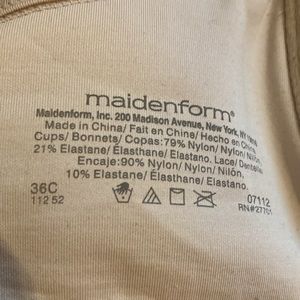 maidenform®
Maidenform, Inc. 200 Madison Avenue, New York, NY
Made in China/ Fait en Chine/ Hecho en China
Cups/ Bonnets/ Copas: 79% Nylon/ Nylon/ Nilón,
21% Elastane/ Élasthane/ Elastano. Lace/ Dentelle/
Encaje: 90% Nylon/ Nylon/ Nilón,
10% Elastane/ Élasthane/ Elastano.
36C
112 52
07112